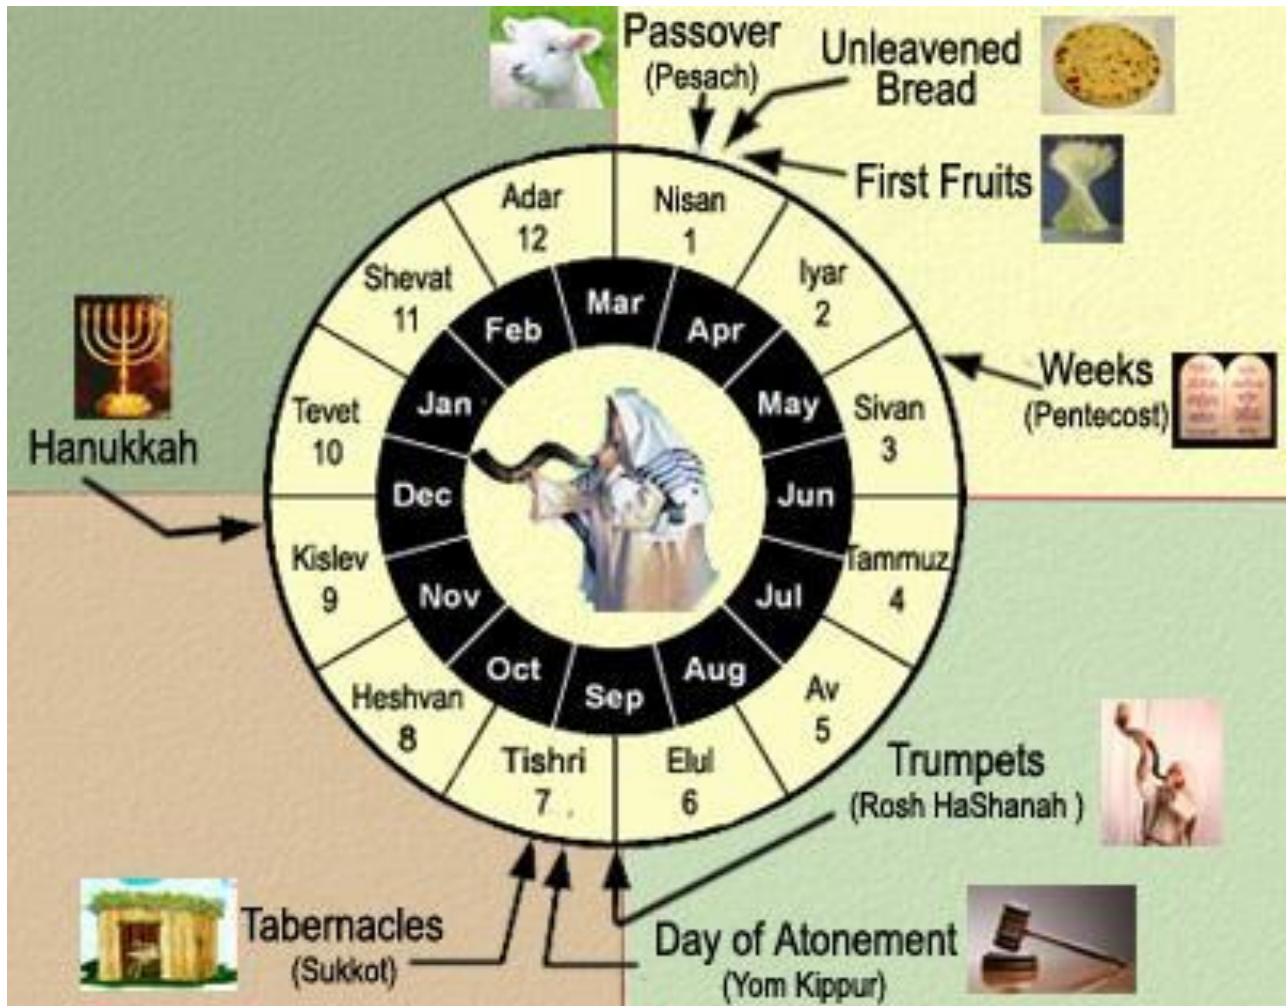 Passover
(Pesach)
Unleavened
Bread
First Fruits
Weeks
(Pentecost)
Hanukkah
Nisan
1
Iyar
2
Sivan
3
Tammuz
4
Av
5
Elul
6
Tishri
7
Heshvan
8
Kislev
9
Tevet
10
Shevat
11
Adar
12
Mar
Apr
May
Jun
Jul
Aug
Sep
Oct
Nov
Dec
Jan
Feb
Trumpets
(Rosh HaShanah )
Day of Atonement
(Yom Kippur)
Tabernacles
(Sukkot)